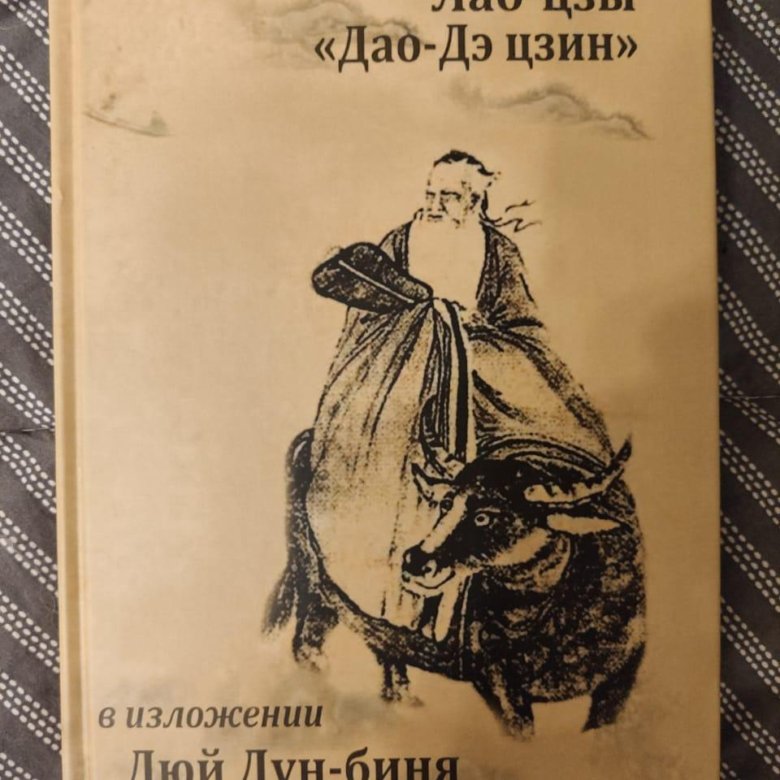 Лао-цзы
«Дао-Дэ цзин»
в изложении
Люй Дун-биня